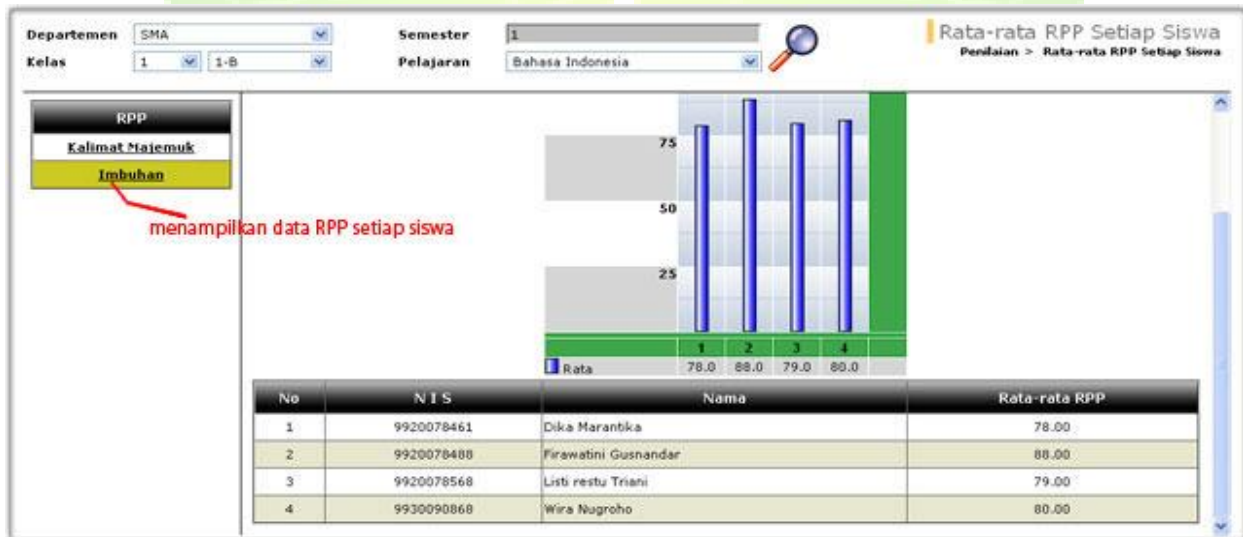 Departemen SMA Semester 1 Rata-rata RPP Setiap Siswa
Kelas 1 1-B Pelajaran Bahasa Indonesia Penilaian > Rata-rata RPP Setiap Siswa
RPP
Kalimat Majemuk
Imbuhan
menampilkan data RPP setiap siswa
75
50
25
1 2 3 4
Rata 78.0 88.0 79.0 80.0
No N I S Nama Rata-rata RPP
1 9920078461 Dika Marantika 78.00
2 9920078488 Firawatini Gusnandar 88.00
3 9920078568 Listi restu Triani 79.00
4 9930090868 Wira Nugroho 80.00